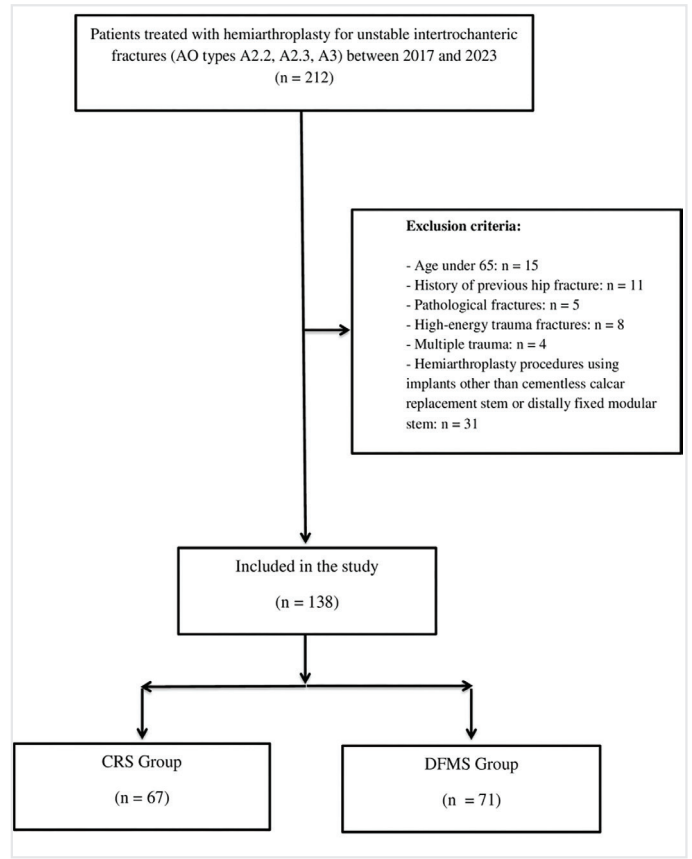 Patients treated with hemiarthroplasty for unstable intertrochanteric
fractures (AO types A2.2, A2.3, A3) between 2017 and 2023
(n = 212)
Exclusion criteria:
- Age under 65: n = 15
- History of previous hip fracture: n = 11
- Pathological fractures: n = 5
- High-energy trauma fractures: n = 8
- Multiple trauma: n = 4
- Hemiarthroplasty procedures using
implants other than cementless calcar
replacement stem or distally fixed modular
stem: n = 31
Included in the study
(n = 138)
CRS Group
(n = 67)
DFMS Group
(n = 71)